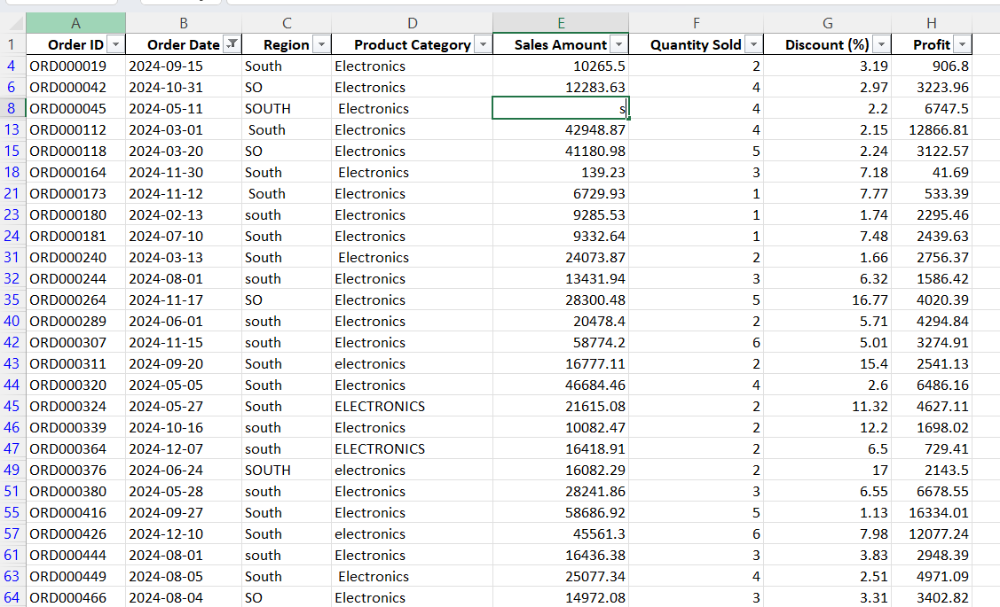 A B C D E F G H
1 Order ID Order Date Region Product Category Sales Amount Quantity Sold Discount (%) Profit
4 ORD000019 2024-09-15 South Electronics 10265.5 2 3.19 906.8
6 ORD000042 2024-10-31 SO Electronics 12283.63 4 2.97 3223.96
8 ORD000045 2024-05-11 SOUTH Electronics s 4 2.2 6747.5
13 ORD000112 2024-03-01 South Electronics 42948.87 4 2.15 12866.81
15 ORD000118 2024-03-20 SO Electronics 41180.98 5 2.24 3122.57
18 ORD000164 2024-11-30 South Electronics 139.23 3 7.18 41.69
21 ORD000173 2024-11-12 South Electronics 6729.93 1 7.77 533.39
23 ORD000180 2024-02-13 south Electronics 9285.53 1 1.74 2295.46
24 ORD000181 2024-07-10 South Electronics 9332.64 1 7.48 2439.63
31 ORD000240 2024-03-13 South Electronics 24073.87 2 1.66 2756.37
32 ORD000244 2024-08-01 south Electronics 13431.94 3 6.32 1586.42
35 ORD000264 2024-11-17 SO Electronics 28300.48 5 16.77 4020.39
40 ORD000289 2024-06-01 south Electronics 20478.4 2 5.71 4294.84
42 ORD000307 2024-11-15 south Electronics 58774.2 6 5.01 3274.91
43 ORD000311 2024-09-20 South electronics 16777.11 2 15.4 2541.13
44 ORD000320 2024-05-05 South Electronics 46684.46 4 2.6 6486.16
45 ORD000324 2024-05-27 South ELECTRONICS 21615.08 2 11.32 4627.11
46 ORD000339 2024-10-16 south Electronics 10082.47 2 12.2 1698.02
47 ORD000364 2024-12-07 south ELECTRONICS 16418.91 2 6.5 729.41
49 ORD000376 2024-06-24 SOUTH electronics 16082.29 2 17 2143.5
51 ORD000380 2024-05-28 south Electronics 28241.86 3 6.55 6678.55
55 ORD000416 2024-09-27 South Electronics 58686.92 5 1.13 16334.01
57 ORD000426 2024-12-10 South electronics 45561.3 6 7.98 12077.24
61 ORD000444 2024-08-01 south Electronics 16436.38 3 3.83 2948.39
63 ORD000449 2024-08-05 South Electronics 25077.34 4 2.51 4971.09
64 ORD000466 2024-08-04 SO Electronics 14972.08 3 3.31 3402.82